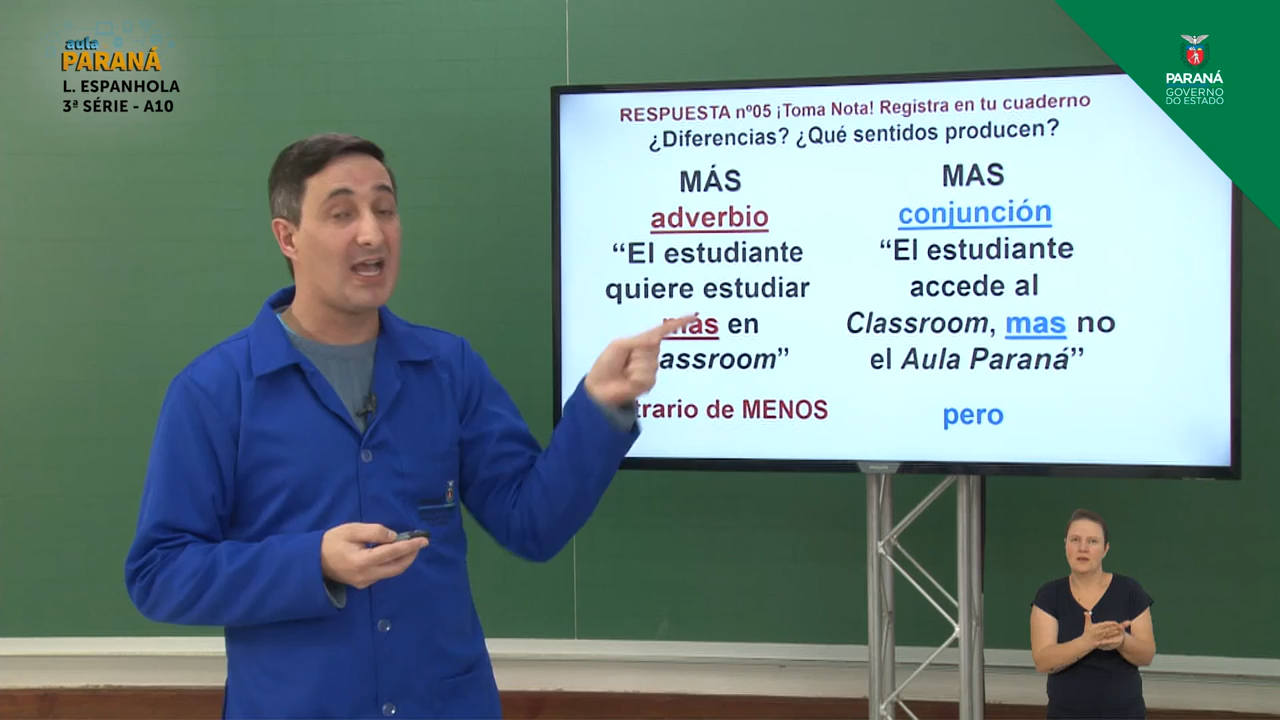 aula
PARANÁ
L. ESPANHOLA
3ª SÉRIE - A10
PARANÁ
GOVERNO
DO ESTADO
RESPUESTA nº05 ¡Toma Nota! Registra en tu cuaderno
¿Diferencias? ¿Qué sentidos producen?
MÁS
adverbio
“El estudiante
quiere estudiar
más en
assroom”
trario de MENOS
MAS
conjunción
“El estudiante
accede al
Classroom, mas no
el Aula Paraná”
pero